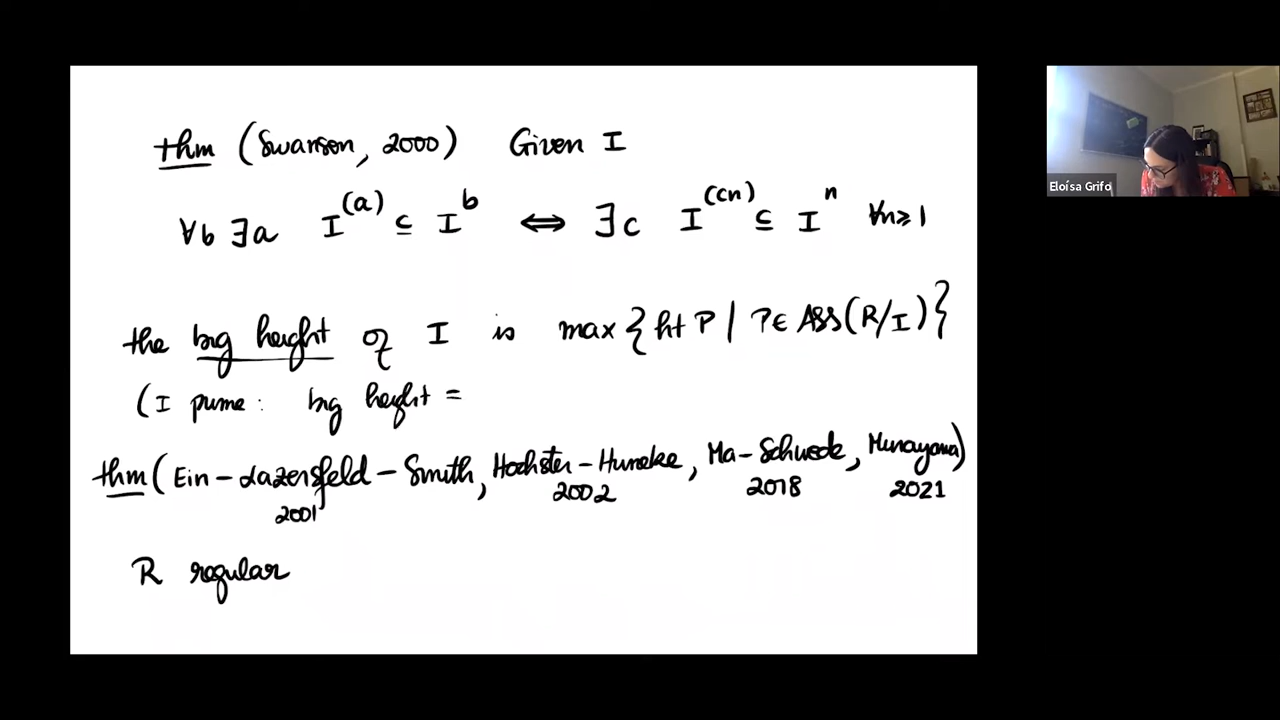 thm (Swanson, 2000) Given I
∀b ∃a I^(a) ⊆ I^b ⟺ ∃c I^(cn) ⊆ I^n ∀n≥1
the big height of I is max{ht P | P∈ Ass(R/I)}
(I prime: big height =
thm (Ein-Lazersfeld-Smith, Hochster-Huneke, Ma-Schwede, Murayama)
2001 2002 2018 2021
R regular
Eloísa Grifo